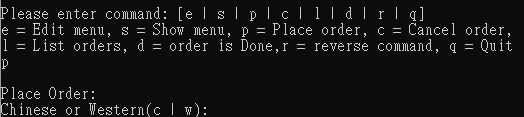 Please enter command: [e | s | p | c | l | d | r | q]
e = Edit menu, s = Show menu, p = Place order, c = Cancel order,
l = List orders, d = order is Done,r = reverse command, q = Quit
p
Place Order:
Chinese or Western(c | w):